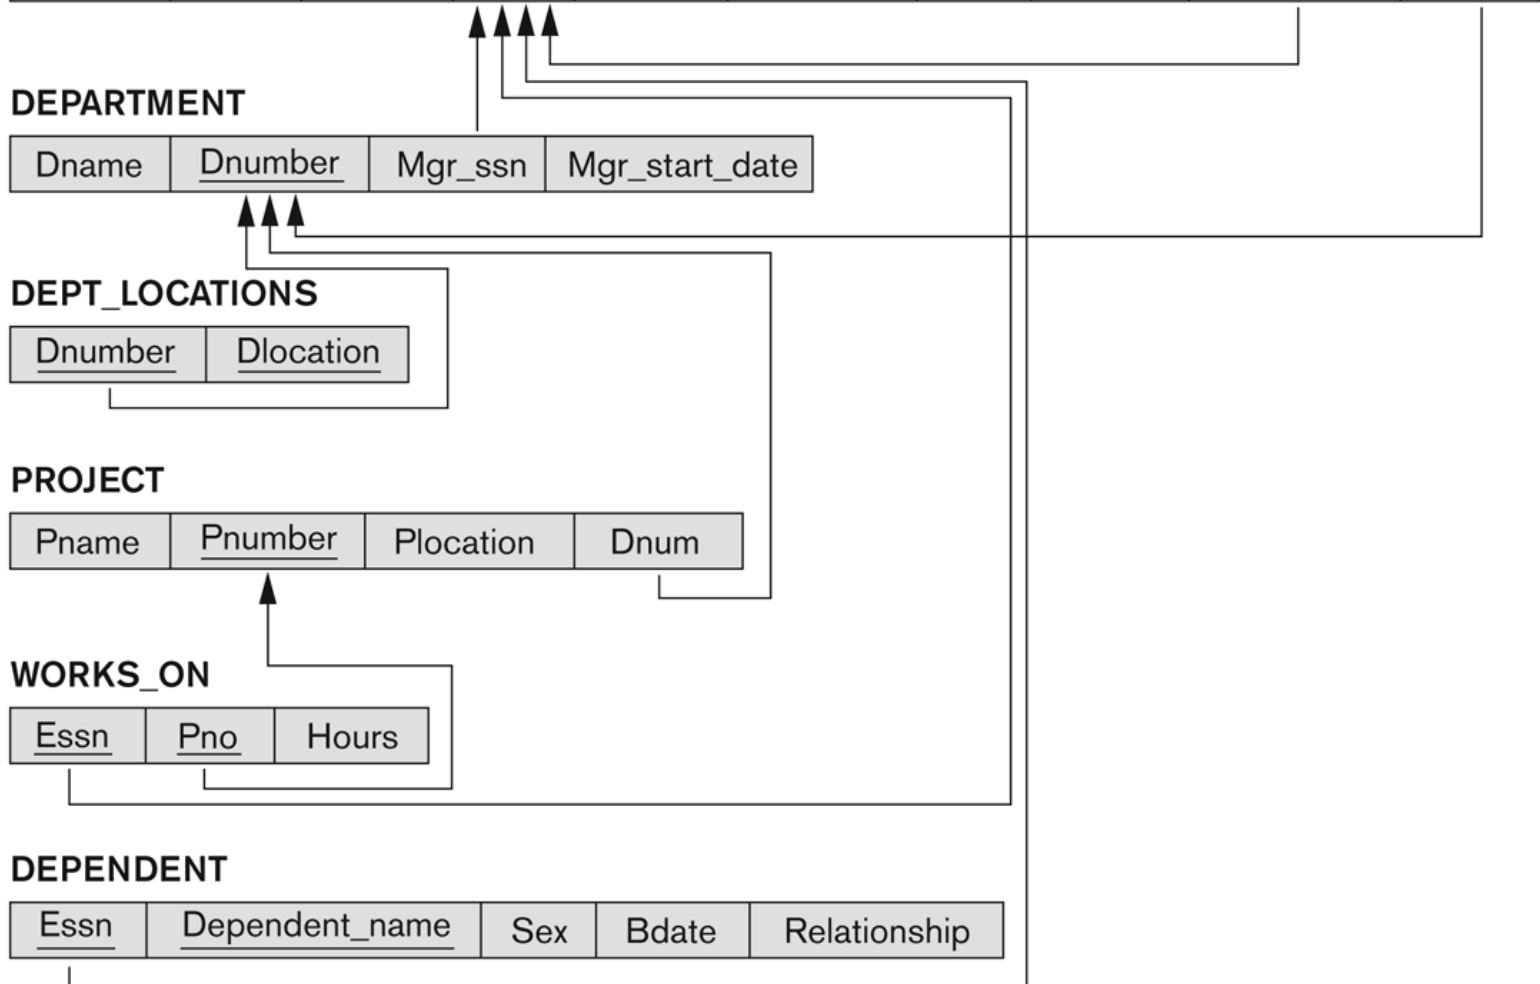 DEPARTMENT
Dname Dnumber Mgr_ssn Mgr_start_date
DEPT_LOCATIONS
Dnumber Dlocation
PROJECT
Pname Pnumber Plocation Dnum
WORKS_ON
Essn Pno Hours
DEPENDENT
Essn Dependent_name Sex Bdate Relationship